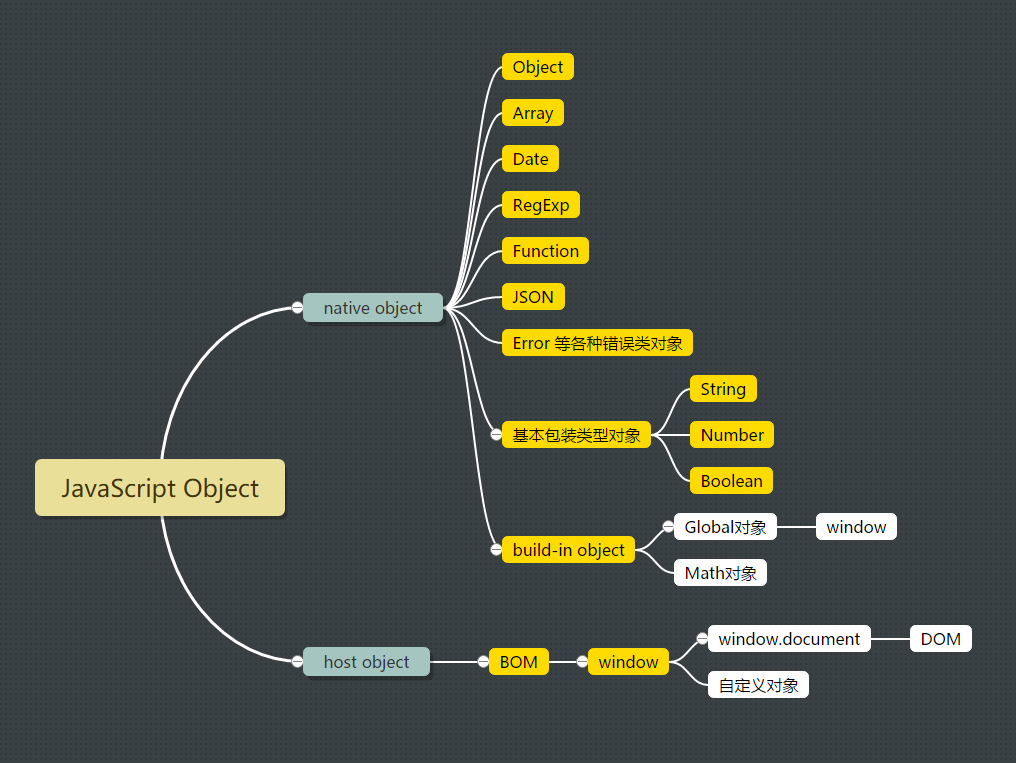 JavaScript Object
native object
Object
Array
Date
RegExp
Function
JSON
Error 等各种错误类对象
基本包装类型对象
String
Number
Boolean
build-in object
Global对象
window
Math对象
host object
BOM
window
window.document
DOM
自定义对象